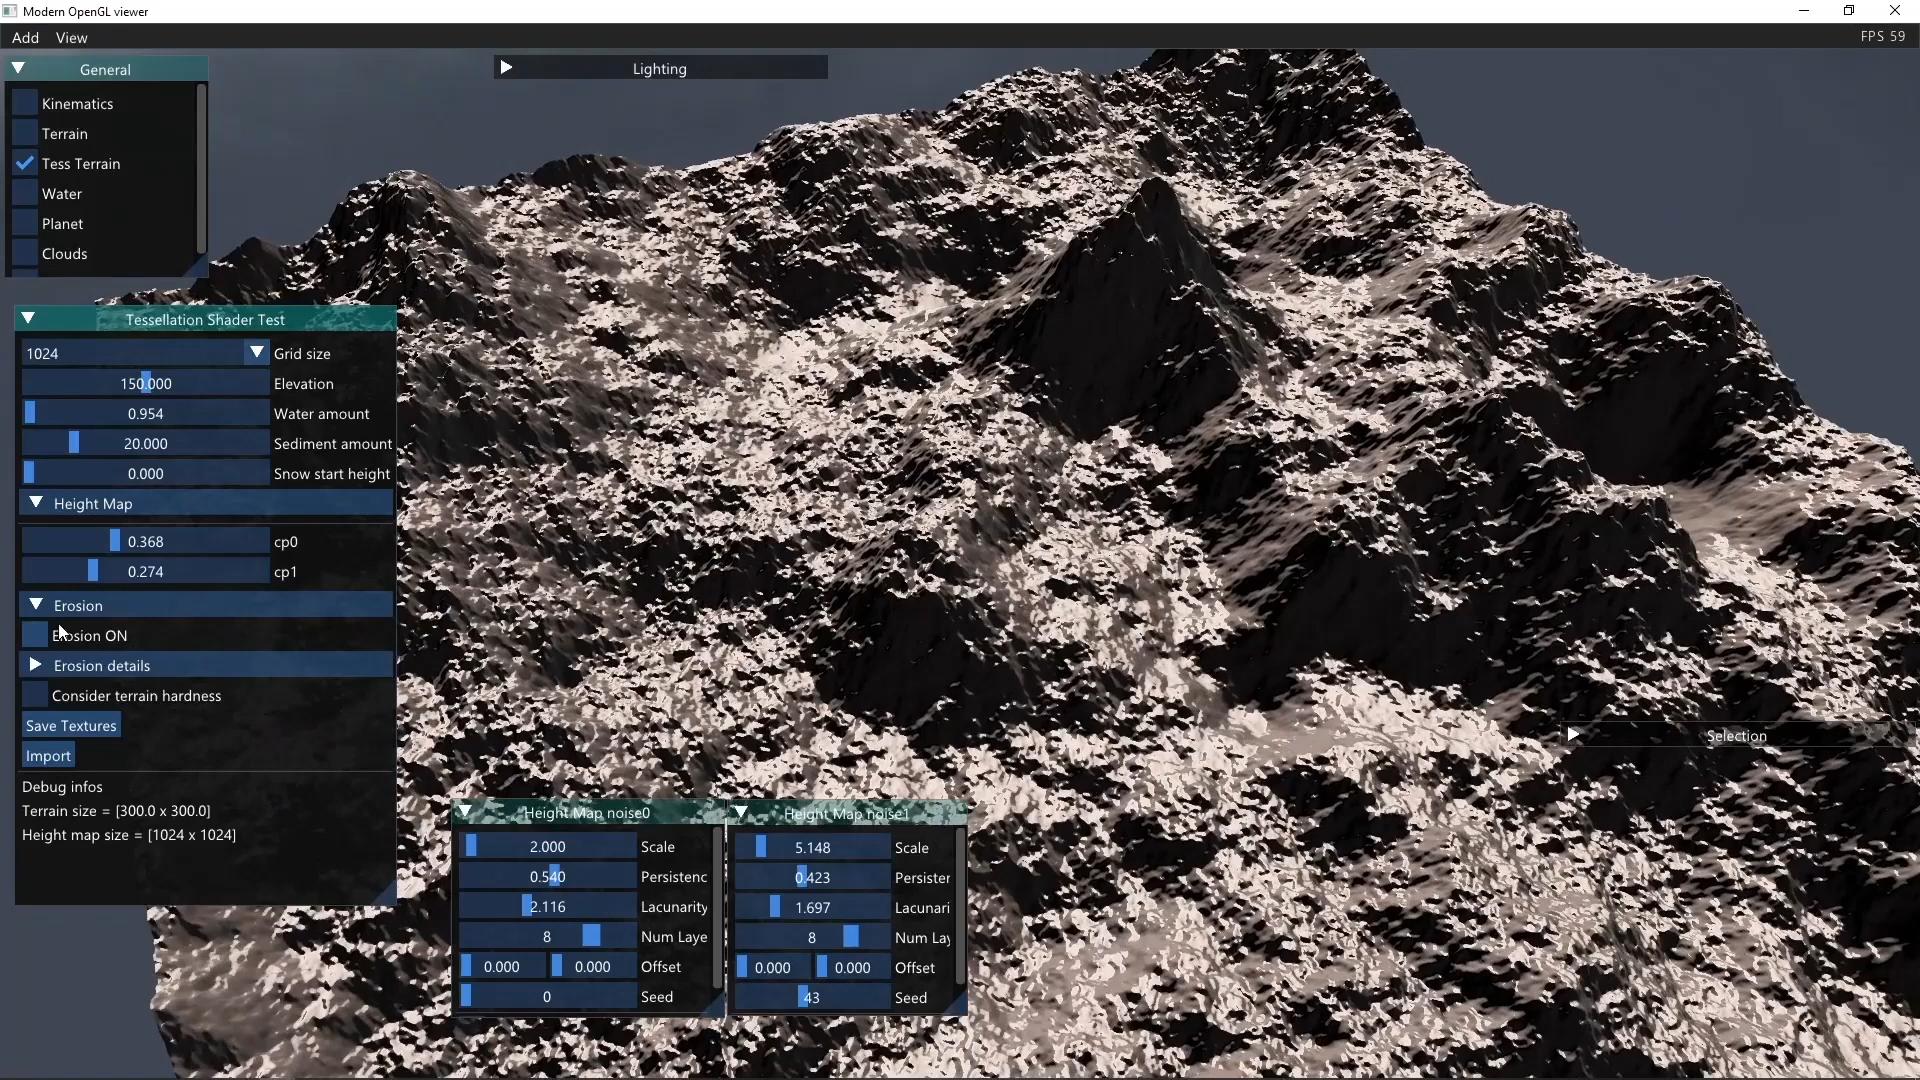 Modern OpenGL viewer
Add View FPS 59
General
Kinematics
Terrain
Tess Terrain
Water
Planet
Clouds
Lighting
Tessellation Shader Test
1024 Grid size
150.000 Elevation
0.954 Water amount
20.000 Sediment amount
0.000 Snow start height
Height Map
0.368 cp0
0.274 cp1
Erosion
Erosion ON
Erosion details
Consider terrain hardness
Save Textures
Import
Debug infos
Terrain size = [300.0 x 300.0]
Height map size = [1024 x 1024]
Selection
Height Map noise0
2.000 Scale
0.540 Persistenc
2.116 Lacunarity
8 Num Laye
0.000 0.000 Offset
0 Seed
Height Map noise1
5.148 Scale
0.423 Persister
1.697 Lacunari
8 Num Lay
0.000 0.000 Offset
43 Seed